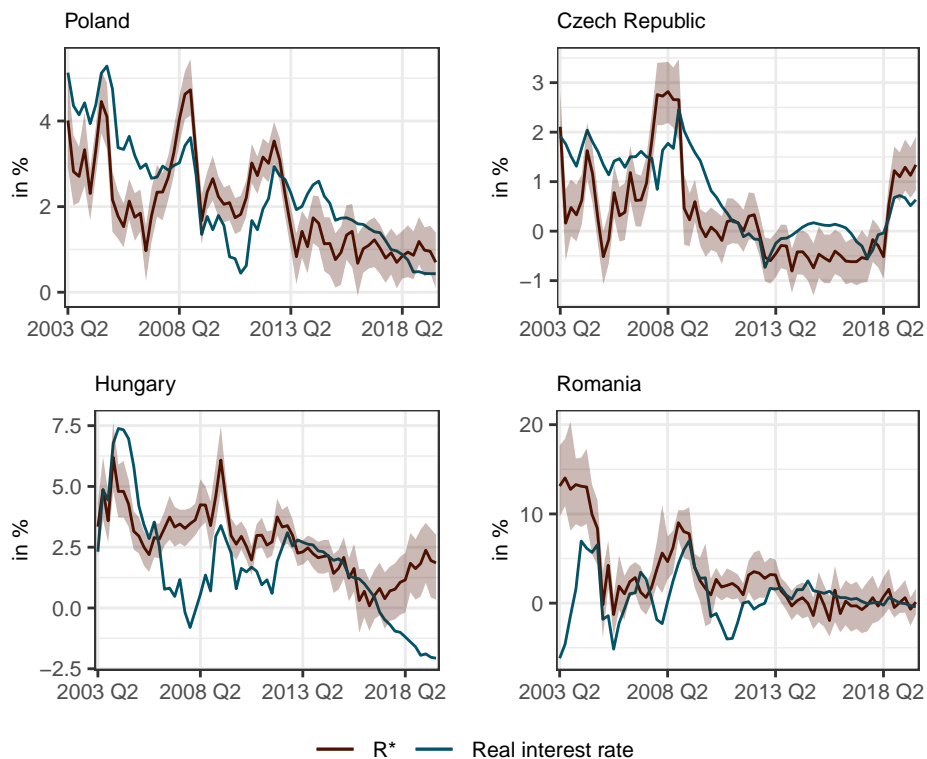 Poland
in %
4
2
0
2003 Q2 2008 Q2 2013 Q2 2018 Q2
Czech Republic
in %
3
2
1
0
−1
2003 Q2 2008 Q2 2013 Q2 2018 Q2
Hungary
in %
7.5
5.0
2.5
0.0
−2.5
2003 Q2 2008 Q2 2013 Q2 2018 Q2
Romania
in %
20
10
0
2003 Q2 2008 Q2 2013 Q2 2018 Q2
R* Real interest rate